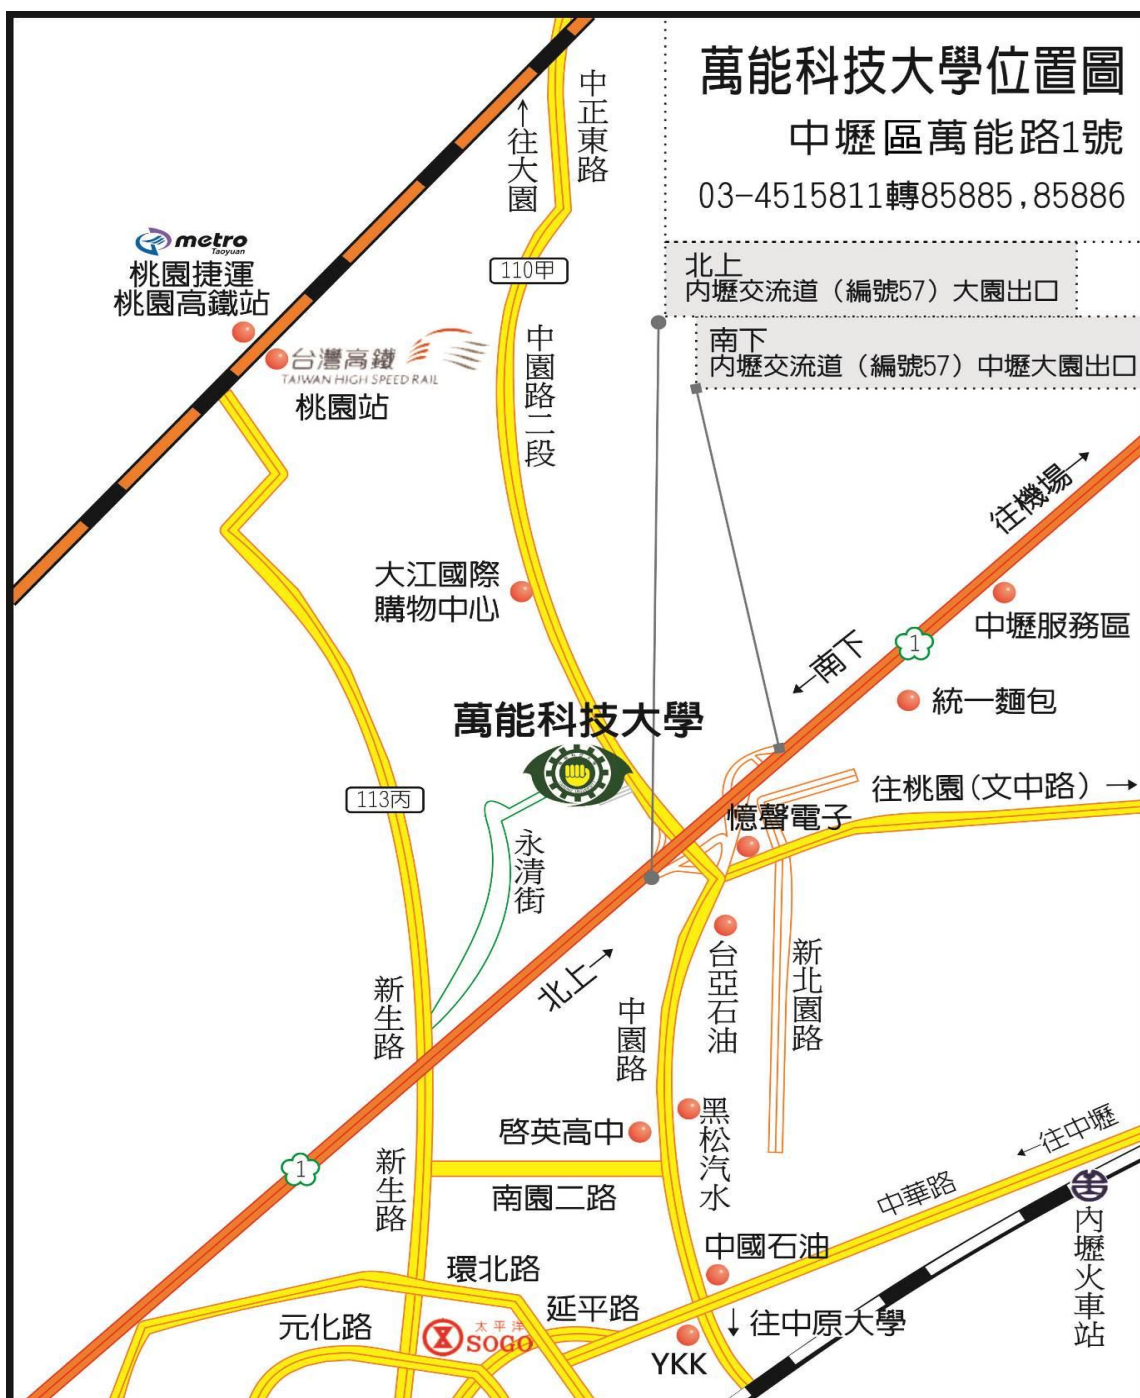 萬能科技大學位置圖
中壢區萬能路1號
03-4515811轉85885,85886
北上
內壢交流道（編號57）大園出口
南下
內壢交流道（編號57）中壢大園出口
中正東路
↑往大園
metro
Taoyuan
桃園捷運
桃園高鐵站
台灣高鐵
TAIWAN HIGH SPEED RAIL
桃園站
110甲
中園路二段
往機場→
大江國際
購物中心
中壢服務區
1
←南下
統一麵包
萬能科技大學
113丙
往桃園(文中路) →
憶聲電子
永清街
北上→
台亞石油
新北園路
新生路
中園路
黑松汽水
啓英高中
1
新生路
南園二路
←往中壢
中華路
內壢火車站
中國石油
環北路
延平路
元化路
太平洋
SOGO
↓往中原大學
YKK